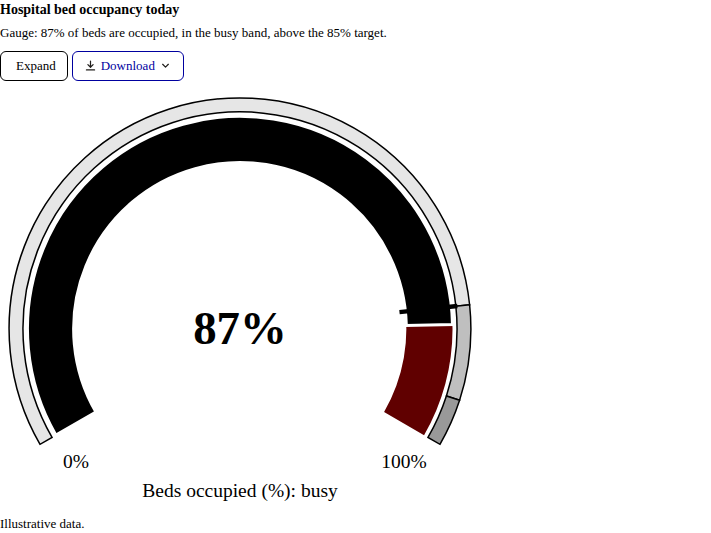 Hospital bed occupancy today
Gauge: 87% of beds are occupied, in the busy band, above the 85% target.
Expand
Download
87%
0%
100%
Beds occupied (%): busy
Illustrative data.